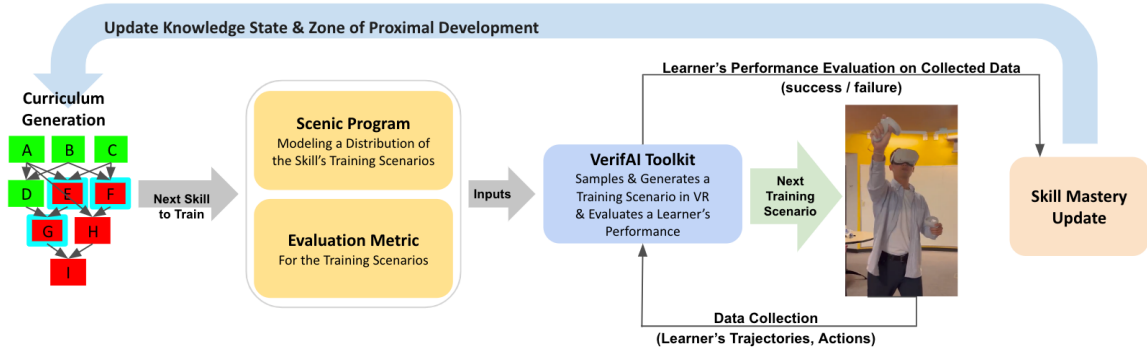 Update Knowledge State & Zone of Proximal Development
Curriculum
Generation
A B C
D E F
G H
I
Next Skill
to Train
Scenic Program
Modeling a Distribution of
the Skill's Training Scenarios
Evaluation Metric
For the Training Scenarios
Inputs
Learner's Performance Evaluation on Collected Data
(success / failure)
VerifAI Toolkit
Samples & Generates a
Training Scenario in VR
& Evaluates a Learner's
Performance
Next
Training
Scenario
Data Collection
(Learner's Trajectories, Actions)
Skill Mastery
Update